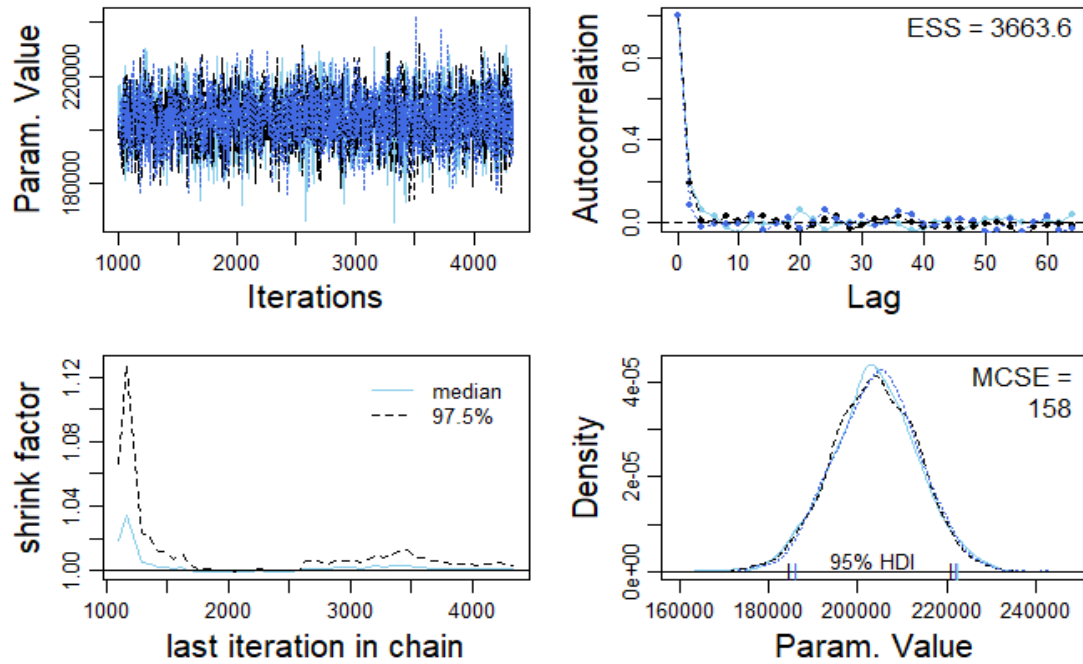 Param. Value
180000 220000
1000 2000 3000 4000
Iterations
Autocorrelation
0.0 0.4 0.8
ESS = 3663.6
0 10 20 30 40 50 60
Lag
shrink factor
1.00 1.04 1.08 1.12
median
97.5%
1000 2000 3000 4000
last iteration in chain
Density
0e+00 2e-05 4e-05
MCSE =
158
95% HDI
160000 180000 200000 220000 240000
Param. Value